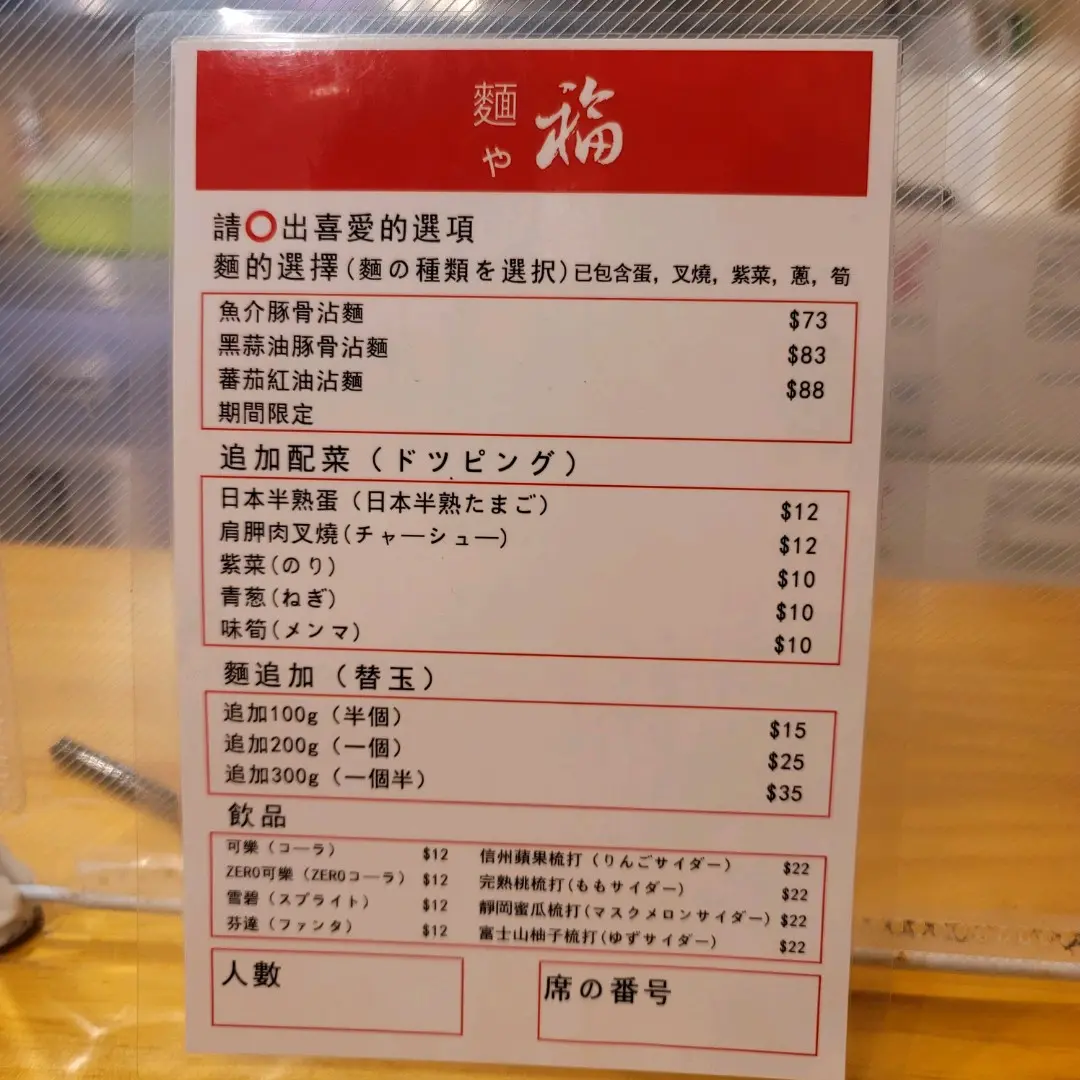 麵や 福
請⭕出喜愛的選項
麵的選擇(麵の種類を選択)已包含蛋，叉燒，紫菜，蔥，筍
魚介豚骨沾麵 $73
黑蒜油豚骨沾麵 $83
蕃茄紅油沾麵 $88
期間限定
追加配菜（ドツピング）
日本半熟蛋（日本半熟たまご） $12
肩胛肉叉燒(チャーシュー) $12
紫菜(のり) $10
青葱(ねぎ) $10
味筍(メンマ) $10
麵追加（替玉）
追加100g（半個） $15
追加200g（一個） $25
追加300g（一個半） $35
飲品
可樂（コーラ） $12 信州蘋果梳打（りんごサイダー） $22
ZERO可樂（ZEROコーラ） $12 完熟桃梳打(ももサイダー) $22
雪碧（スプライト） $12 靜岡蜜瓜梳打(マスクメロンサイダー) $22
芬達（ファンタ） $12 富士山柚子梳打(ゆずサイダー) $22
人數 席の番号